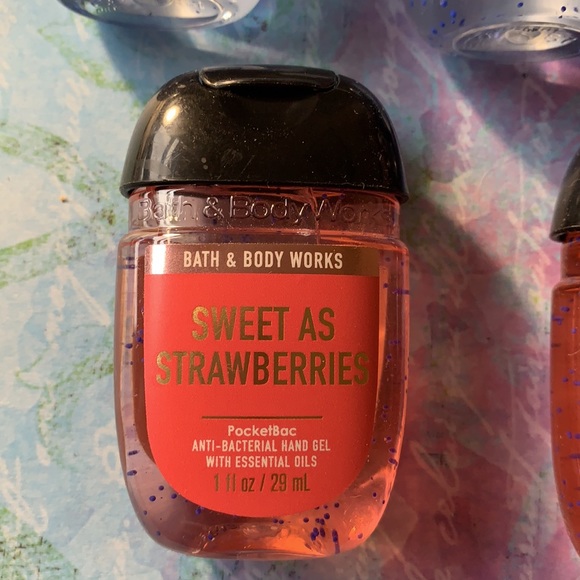 Bath & Body Works
BATH & BODY WORKS
SWEET AS
STRAWBERRIES
PocketBac
ANTI-BACTERIAL HAND GEL
WITH ESSENTIAL OILS
1 fl oz / 29 mL